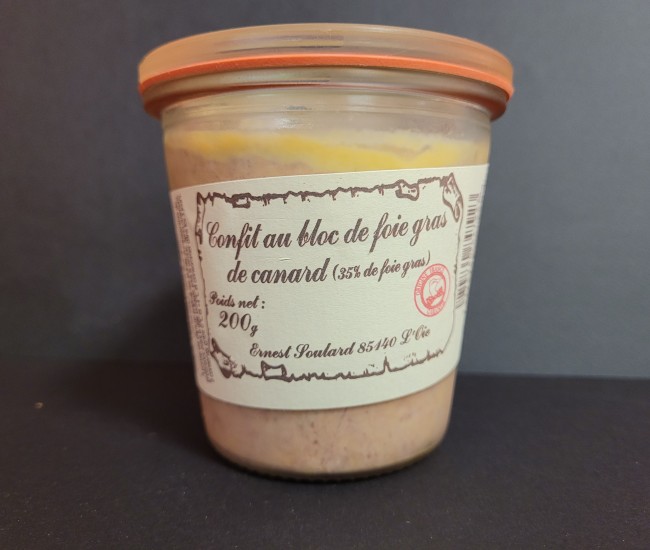 Confit au bloc de foie gras
de canard (35% de foie gras)
Poids net :
200g
Ernest Soulard 85140 L'Oie